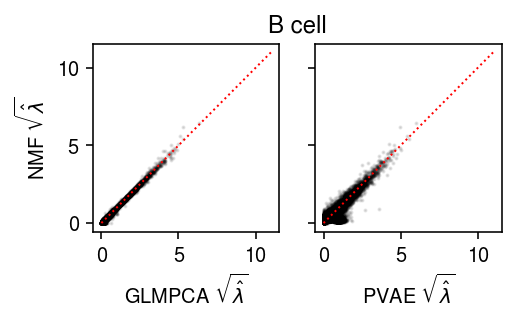 B cell
NMF √λ̂
10
5
0
0 5 10
0 5 10
GLMPCA √λ̂
PVAE √λ̂